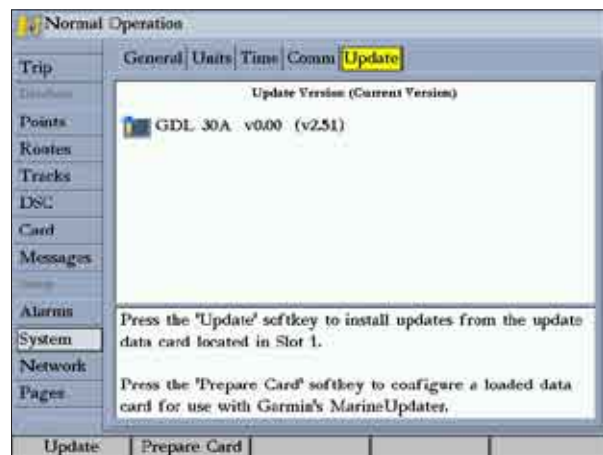 Normal Operation
General Units Time Comm Update
Trip
Points
Routes
Tracks
DSC
Card
Messages
Alarms
System
Network
Pages
Update Version (Current Version)
GDL 30A v0.00 (v2.51)
Press the 'Update' softkey to install updates from the update
data card located in Slot 1.
Press the 'Prepare Card' softkey to configure a loaded data
card for use with Garmin's MarineUpdater.
Update Prepare Card